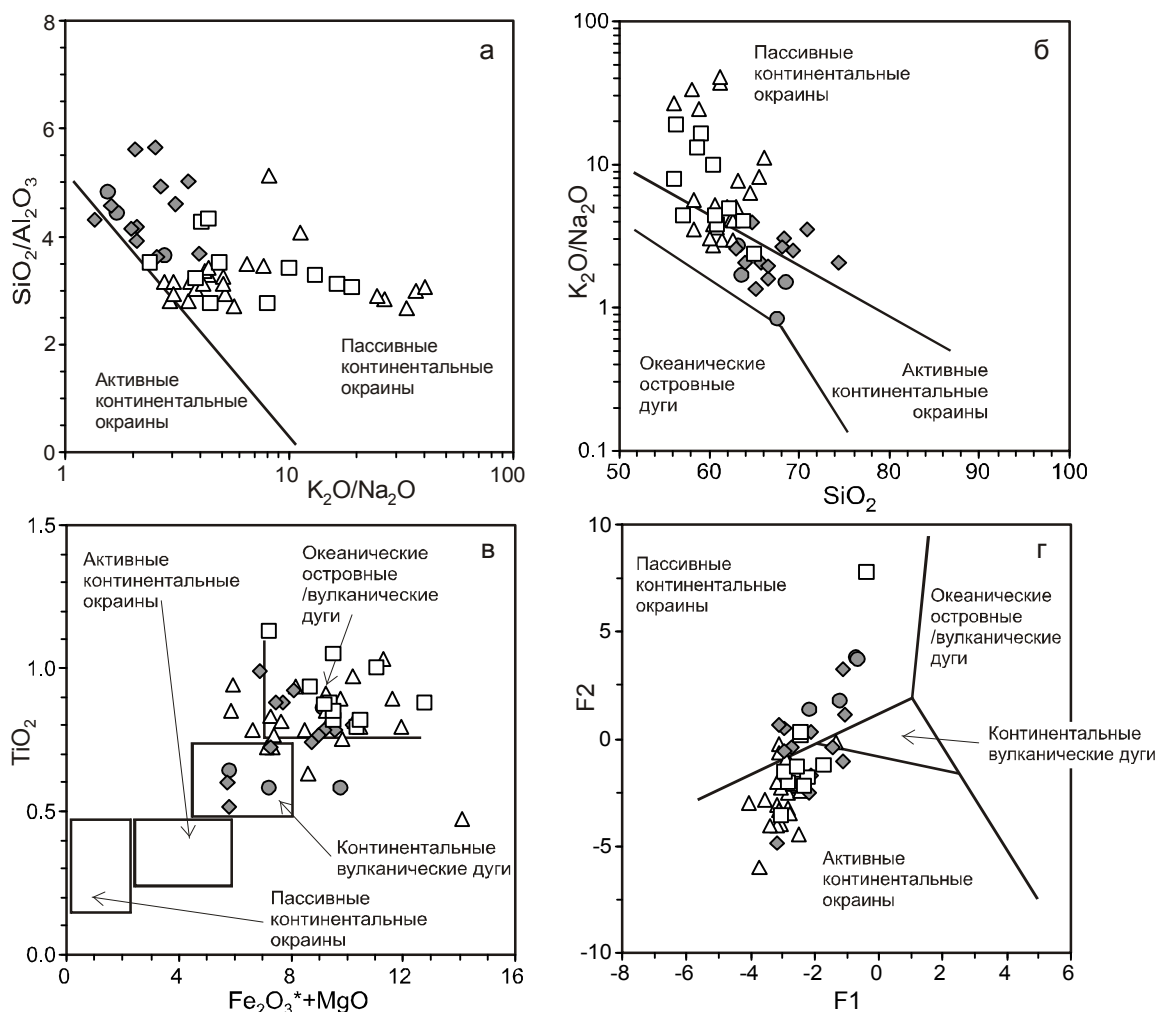 а
8
6
4
2
0
SiO₂/Al₂O₃
Активные
континентальные
окраины
Пассивные
континентальные
окраины
1
10
100
K₂O/Na₂O
б
100
10
1
0.1
K₂O/Na₂O
Пассивные
континентальные
окраины
Океанические
островные
дуги
Активные
континентальные
окраины
50
60
70
80
90
100
SiO₂
в
1.5
1.0
0.5
0.0
TiO₂
Активные
континентальные
окраины
Океанические
островные
/вулканические
дуги
Континентальные
вулканические дуги
Пассивные
континентальные
окраины
0
4
8
12
16
Fe₂O₃*+MgO
г
10
5
0
-5
-10
F2
Пассивные
континентальные
окраины
Океанические
островные
/вулканические
дуги
Континентальные
вулканические дуги
Активные
континентальные
окраины
-8
-6
-4
-2
0
2
4
6
F1